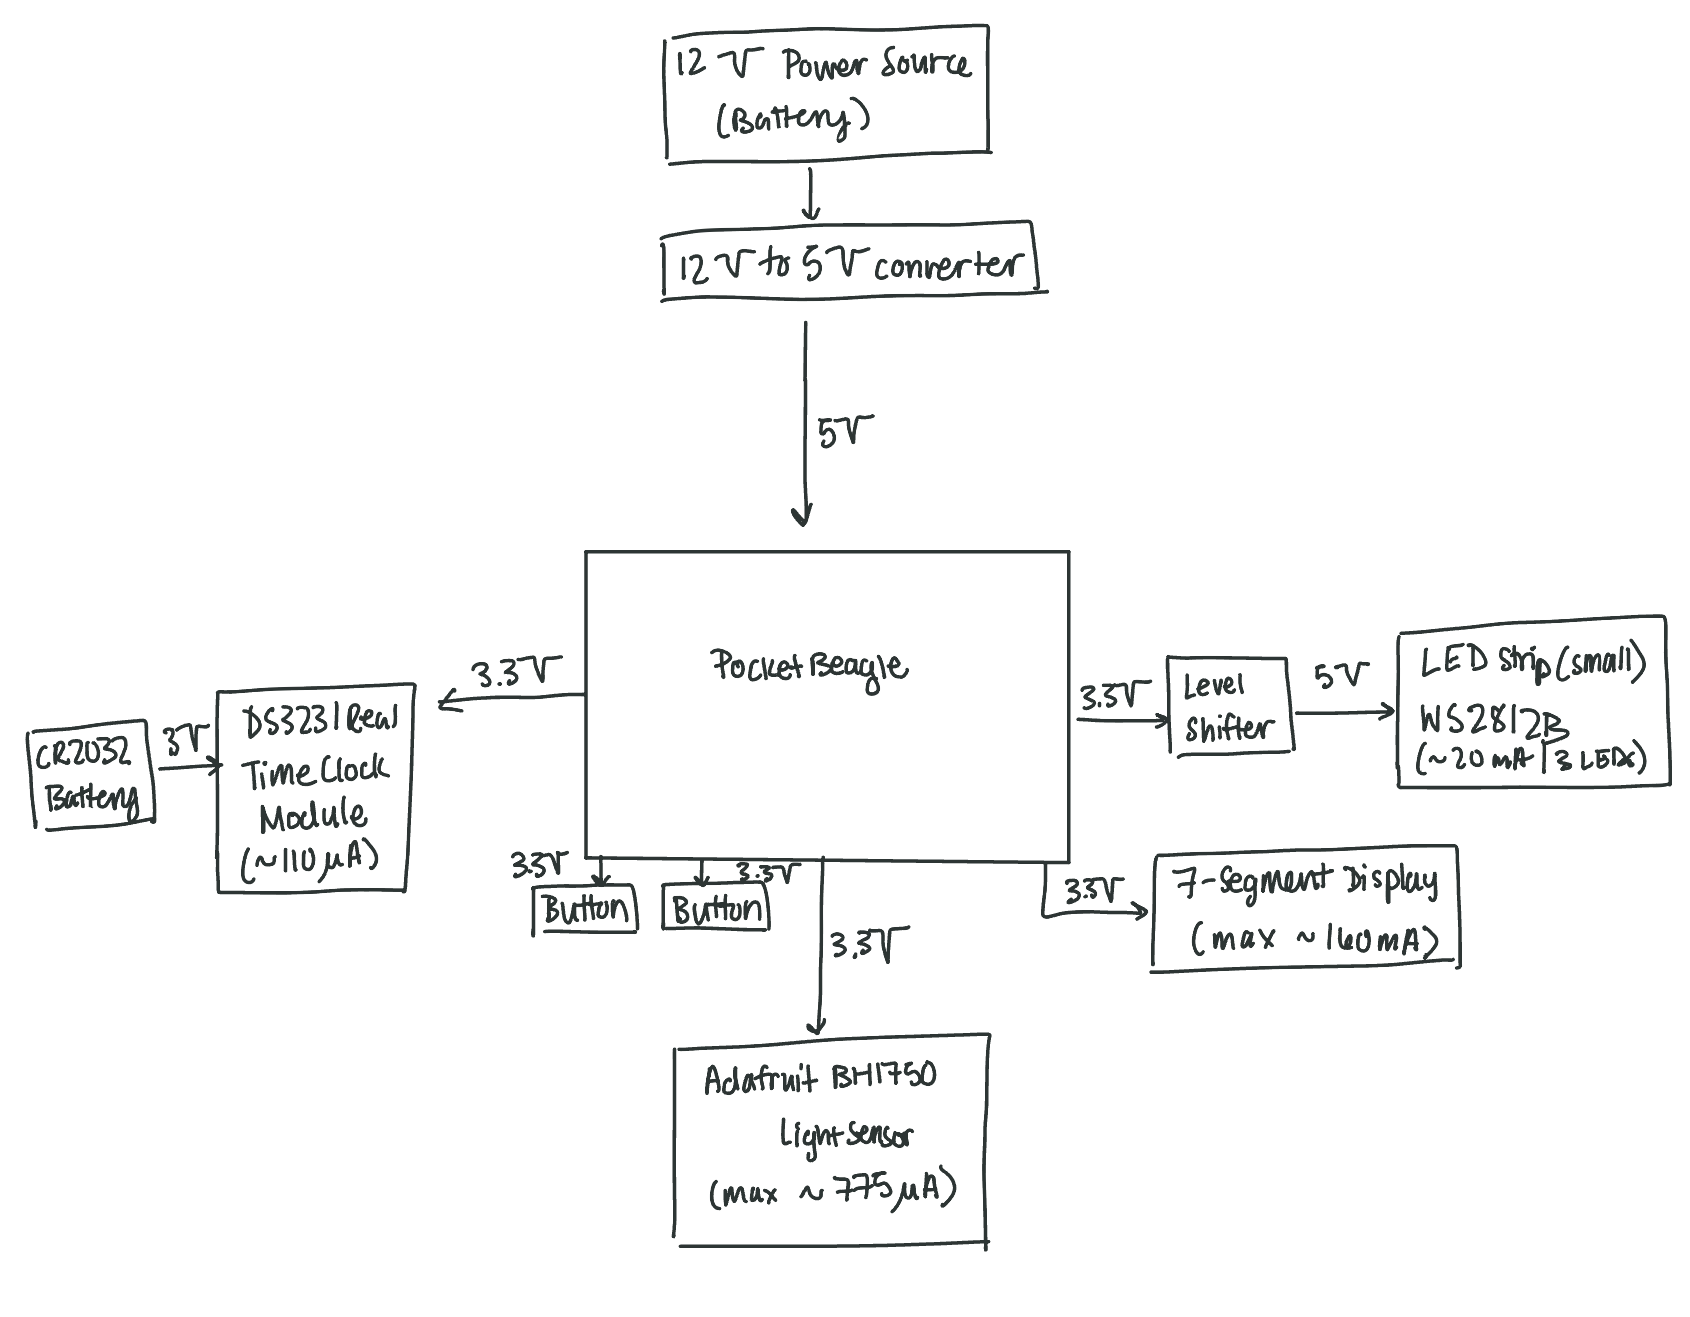 12 V Power Source
(Battery)
12 V to 5 V converter
5V
PocketBeagle
3.3V
DS3231 Real
Time Clock
Module
(~110 µA)
3V
CR2032
Battery
3.3V
Level
Shifter
5V
LED Strip (small)
WS2812B
(~20 mA | 3 LEDs)
3.3V
Button
3.3V
Button
3.3V
7-Segment Display
(max ~160mA)
3.3V
Adafruit BH1750
Light Sensor
(max ~775 µA)